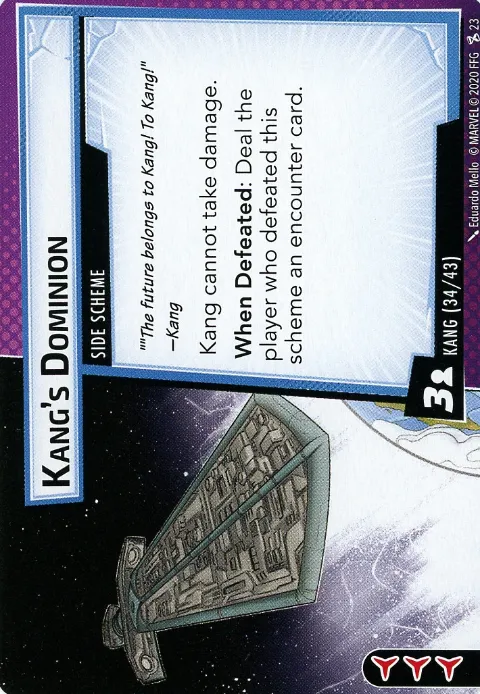 KANG'S DOMINION
SIDE SCHEME
""The future belongs to Kang! To Kang!"
–Kang
Kang cannot take damage.
When Defeated: Deal the
player who defeated this
scheme an encounter card.
3
KANG (34/43)
Eduardo Mello © MARVEL © 2020 FFG 23